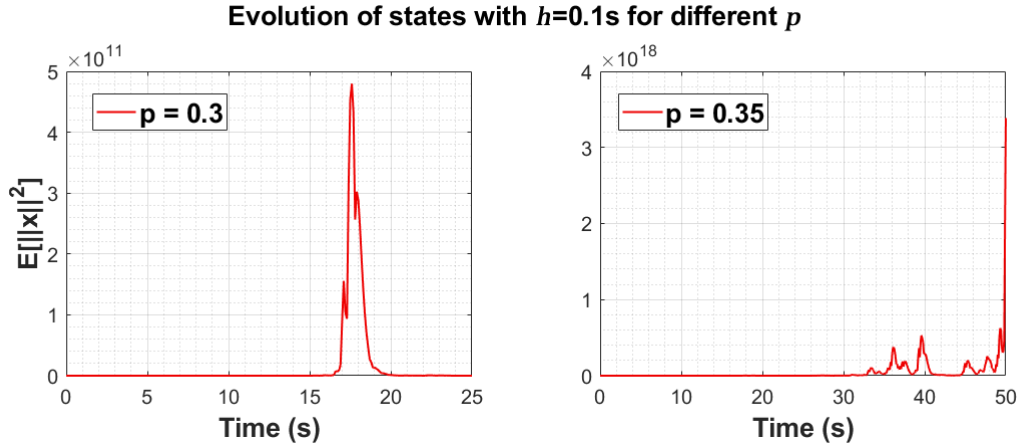 Evolution of states with h=0.1s for different p
×10^11
5
4
3
2
1
0
E[||x||^2]
p = 0.3
0 5 10 15 20 25
Time (s)
×10^18
4
3
2
1
0
p = 0.35
0 10 20 30 40 50
Time (s)